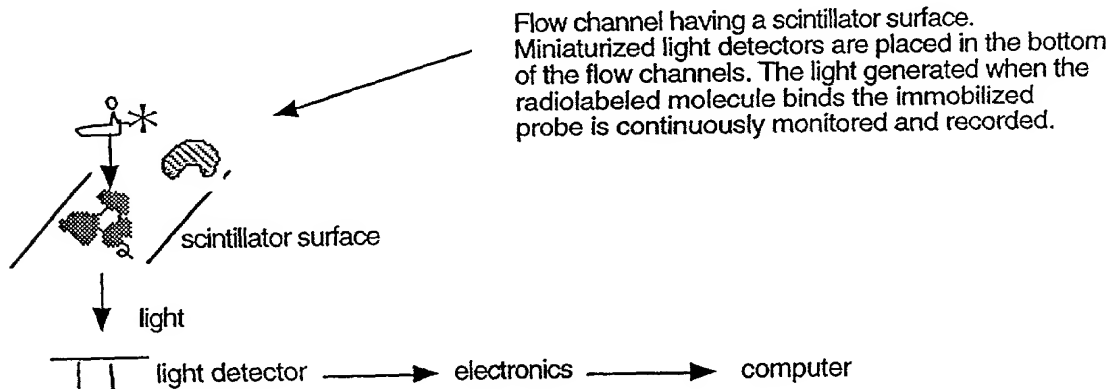 Flow channel having a scintillator surface.
Miniaturized light detectors are placed in the bottom
of the flow channels. The light generated when the
radiolabeled molecule binds the immobilized
probe is continuously monitored and recorded.
scintillator surface
light
light detector electronics computer